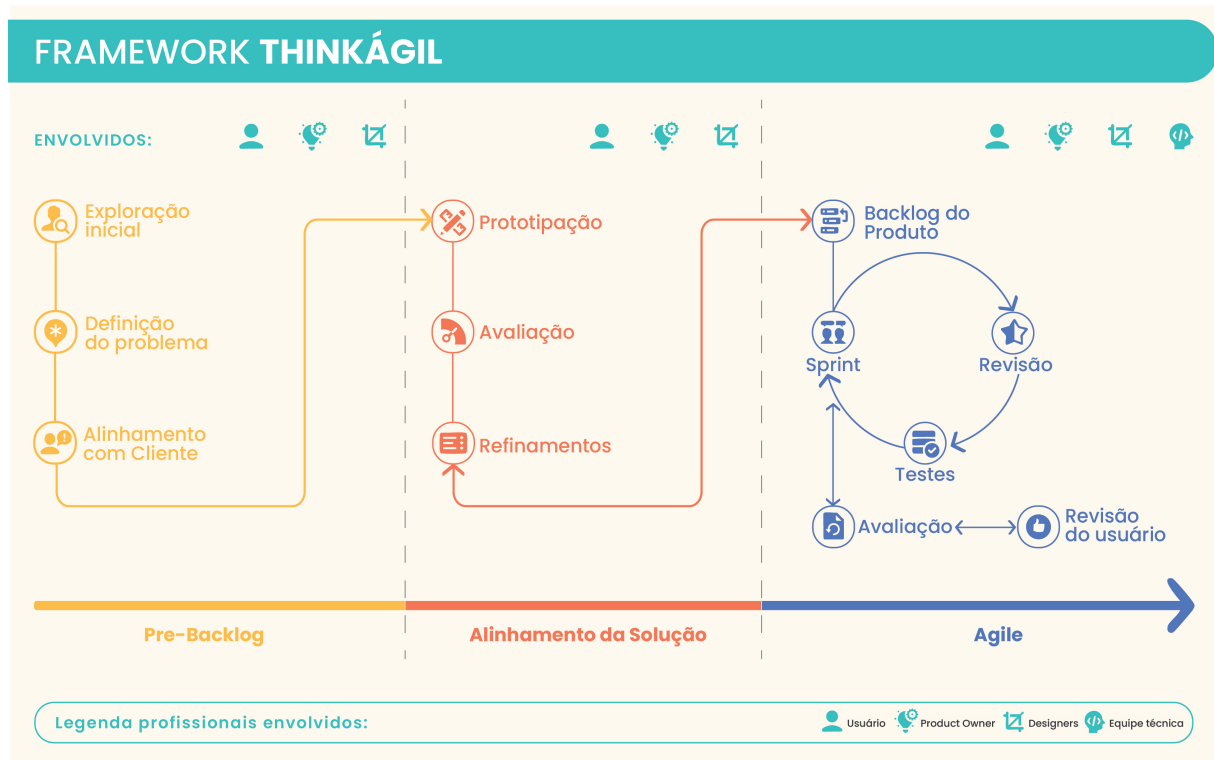 FRAMEWORK THINKÁGIL
ENVOLVIDOS:
Exploração
inicial
Definição
do problema
Alinhamento
com Cliente
Prototipação
Avaliação
Refinamentos
Backlog do
Produto
Sprint
Revisão
Testes
Avaliação
Revisão
do usuário
Pre-Backlog
Alinhamento da Solução
Agile
Legenda profissionais envolvidos:
Usuário
Product Owner
Designers
Equipe técnica